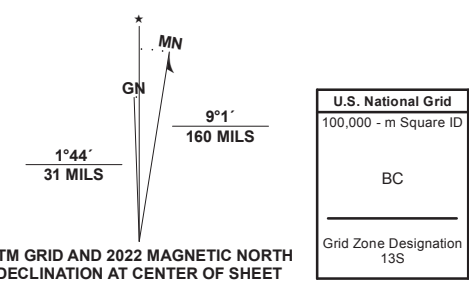 ★
MN
GN
9°1´
160 MILS
1°44´
31 MILS
TM GRID AND 2022 MAGNETIC NORTH
DECLINATION AT CENTER OF SHEET
U.S. National Grid
100,000 - m Square ID
BC
Grid Zone Designation
13S